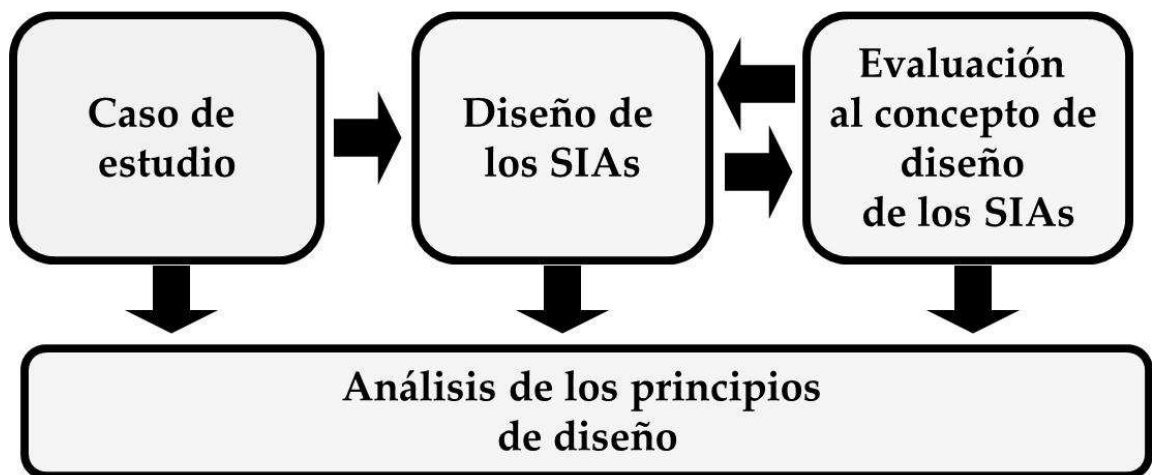 Caso de
estudio
Diseño de
los SIAs
Evaluación
al concepto de
diseño
de los SIAs
Análisis de los principios
de diseño